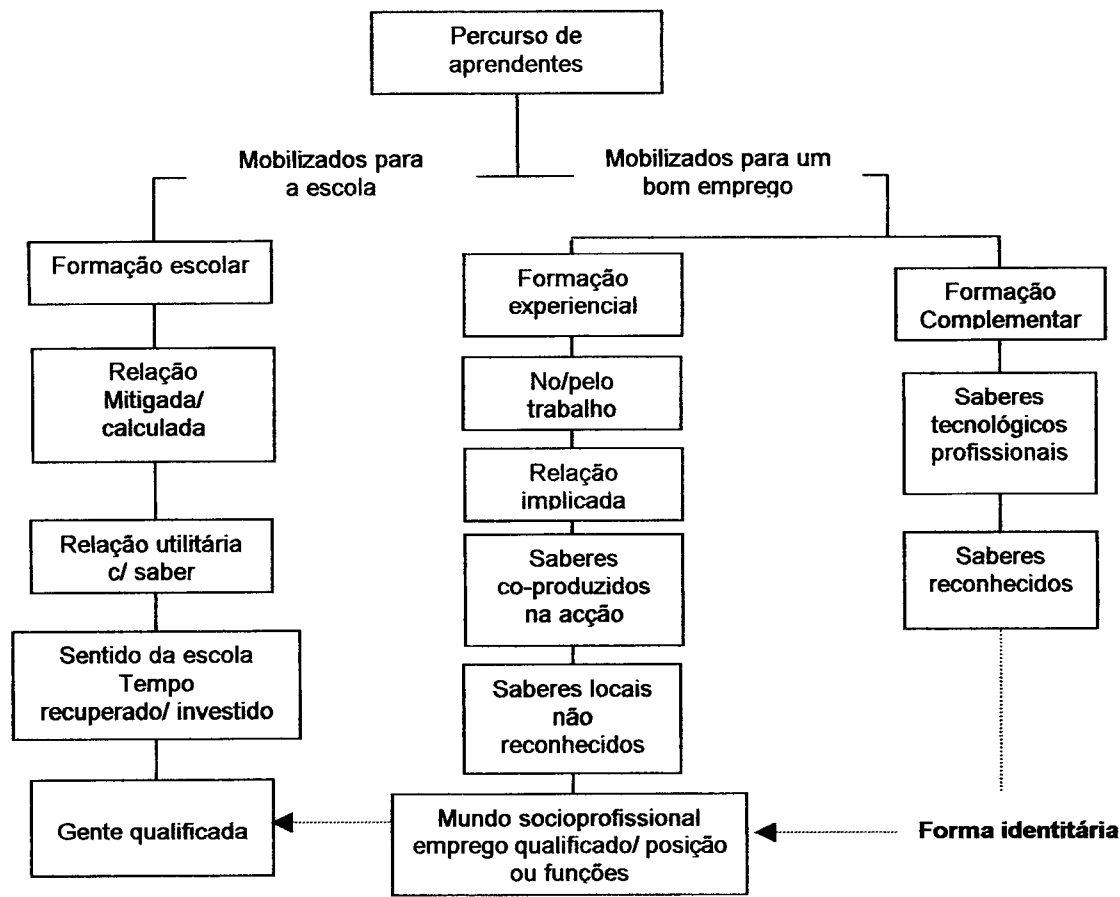 Percurso de
aprendentes
Mobilizados para
a escola
Mobilizados para um
bom emprego
Formação escolar
Relação
Mitigada/
calculada
Relação utilitária
c/ saber
Sentido da escola
Tempo
recuperado/ investido
Gente qualificada
Formação
experiencial
No/pelo
trabalho
Relação
implicada
Saberes
co-produzidos
na acção
Saberes locais
não
reconhecidos
Mundo socioprofissional
emprego qualificado/ posição
ou funções
Formação
Complementar
Saberes
tecnológicos
profissionais
Saberes
reconhecidos
Forma identitária